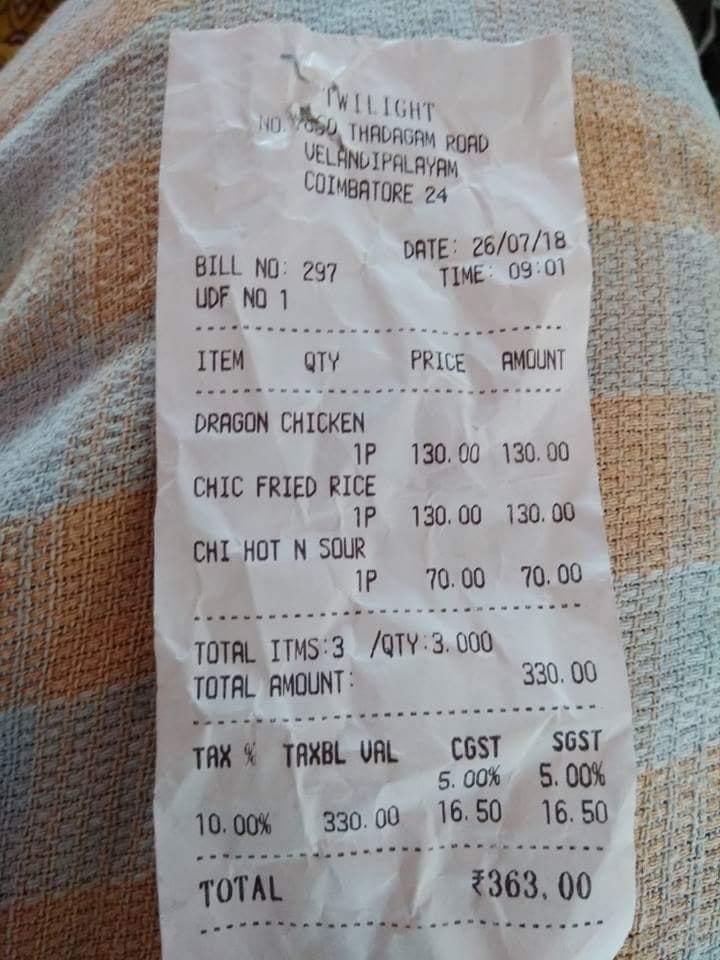 TWILIGHT
NO. THADAGAM ROAD
VELANDIPALAYAM
COIMBATORE 24
DATE: 26/07/18
BILL NO: 297 TIME: 09:01
UDF NO 1
ITEM QTY PRICE AMOUNT
DRAGON CHICKEN
1P 130.00 130.00
CHIC FRIED RICE
1P 130.00 130.00
CHI HOT N SOUR
1P 70.00 70.00
TOTAL ITMS:3 /QTY:3.000
TOTAL AMOUNT: 330.00
TAX % TAXBL VAL CGST SGST
5.00% 5.00%
10.00% 330.00 16.50 16.50
TOTAL ₹363.00